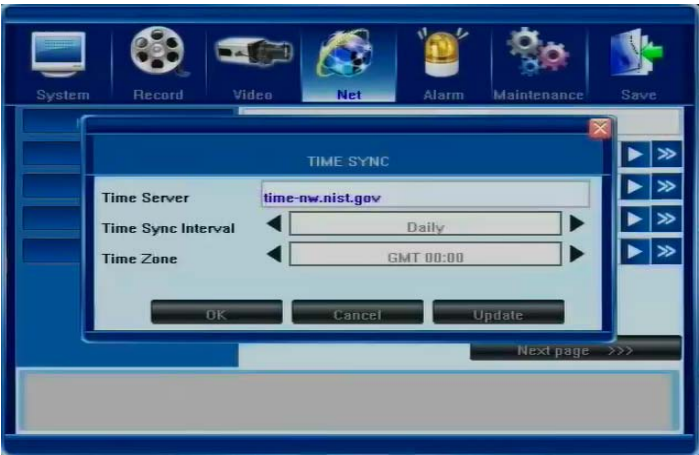 System Record Video Net Alarm Maintenance Save
TIME SYNC
Time Server time-nw.nist.gov
Time Sync Interval Daily
Time Zone GMT 00:00
OK Cancel Update
Next page >>>